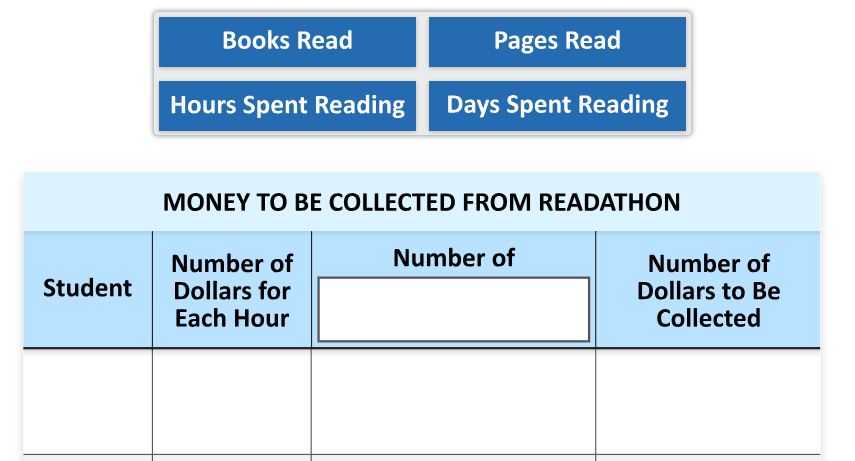 Books Read
Pages Read
Hours Spent Reading
Days Spent Reading
MONEY TO BE COLLECTED FROM READATHON
Student
Number of
Dollars for
Each Hour
Number of
Number of
Dollars to Be
Collected